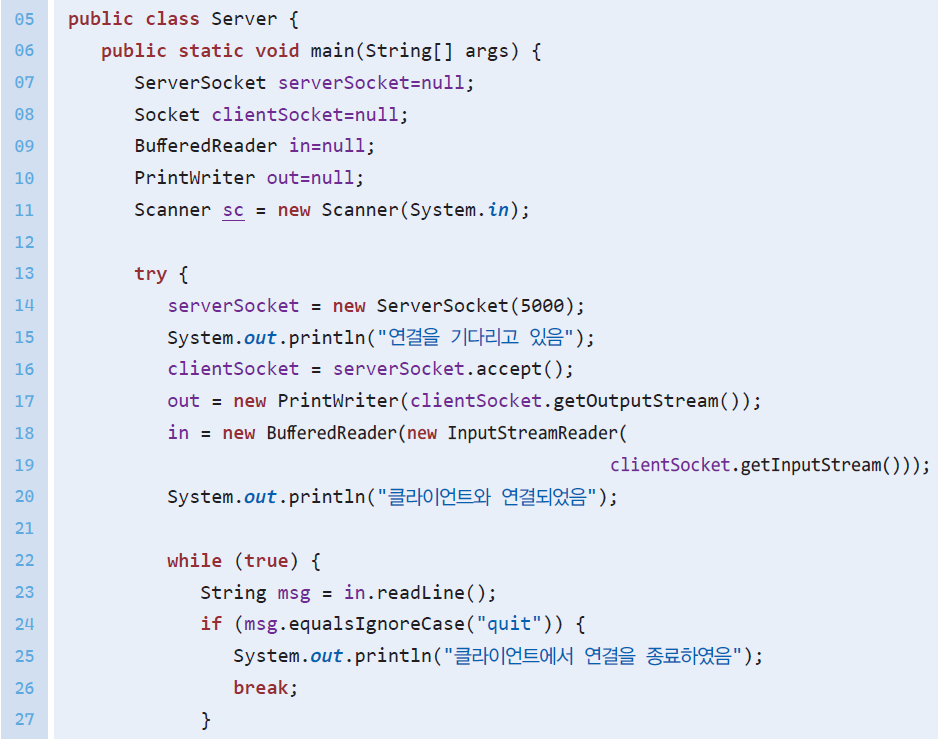 05 public class Server {
06 public static void main(String[] args) {
07 ServerSocket serverSocket=null;
08 Socket clientSocket=null;
09 BufferedReader in=null;
10 PrintWriter out=null;
11 Scanner sc = new Scanner(System.in);
12
13 try {
14 serverSocket = new ServerSocket(5000);
15 System.out.println("연결을 기다리고 있음");
16 clientSocket = serverSocket.accept();
17 out = new PrintWriter(clientSocket.getOutputStream());
18 in = new BufferedReader(new InputStreamReader(
19 clientSocket.getInputStream()));
20 System.out.println("클라이언트와 연결되었음");
21
22 while (true) {
23 String msg = in.readLine();
24 if (msg.equalsIgnoreCase("quit")) {
25 System.out.println("클라이언트에서 연결을 종료하였음");
26 break;
27 }